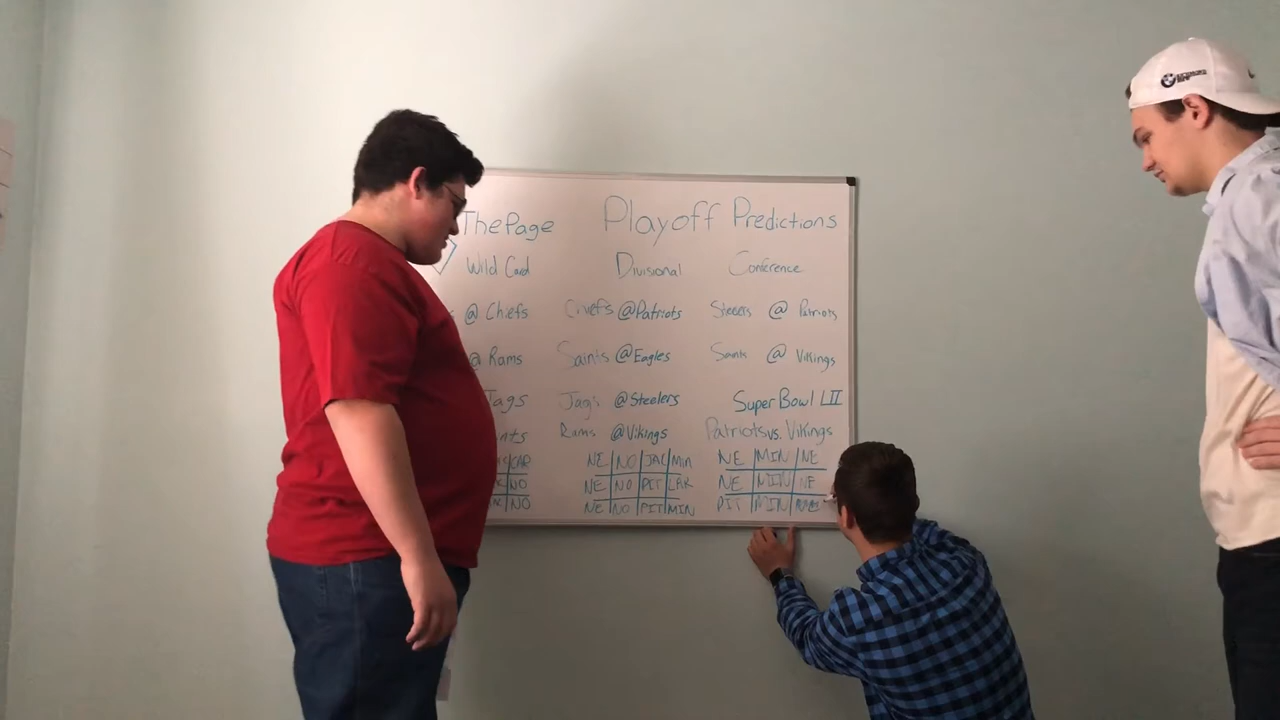 ThePage Playoff Predictions
Wild Card Divisional Conference
@ Chiefs Chiefs @Patriots Steelers @ Patriots
@ Rams Saints @Eagles Saints @ Vikings
Jags Jags @Steelers Super Bowl LII
Rams @Vikings Patriots vs. Vikings
CAR NE NO JAC MIN NE MIN NE
NO NE NO PIT LAR NE MIN NE
NO NE NO PIT MIN PIT MIN